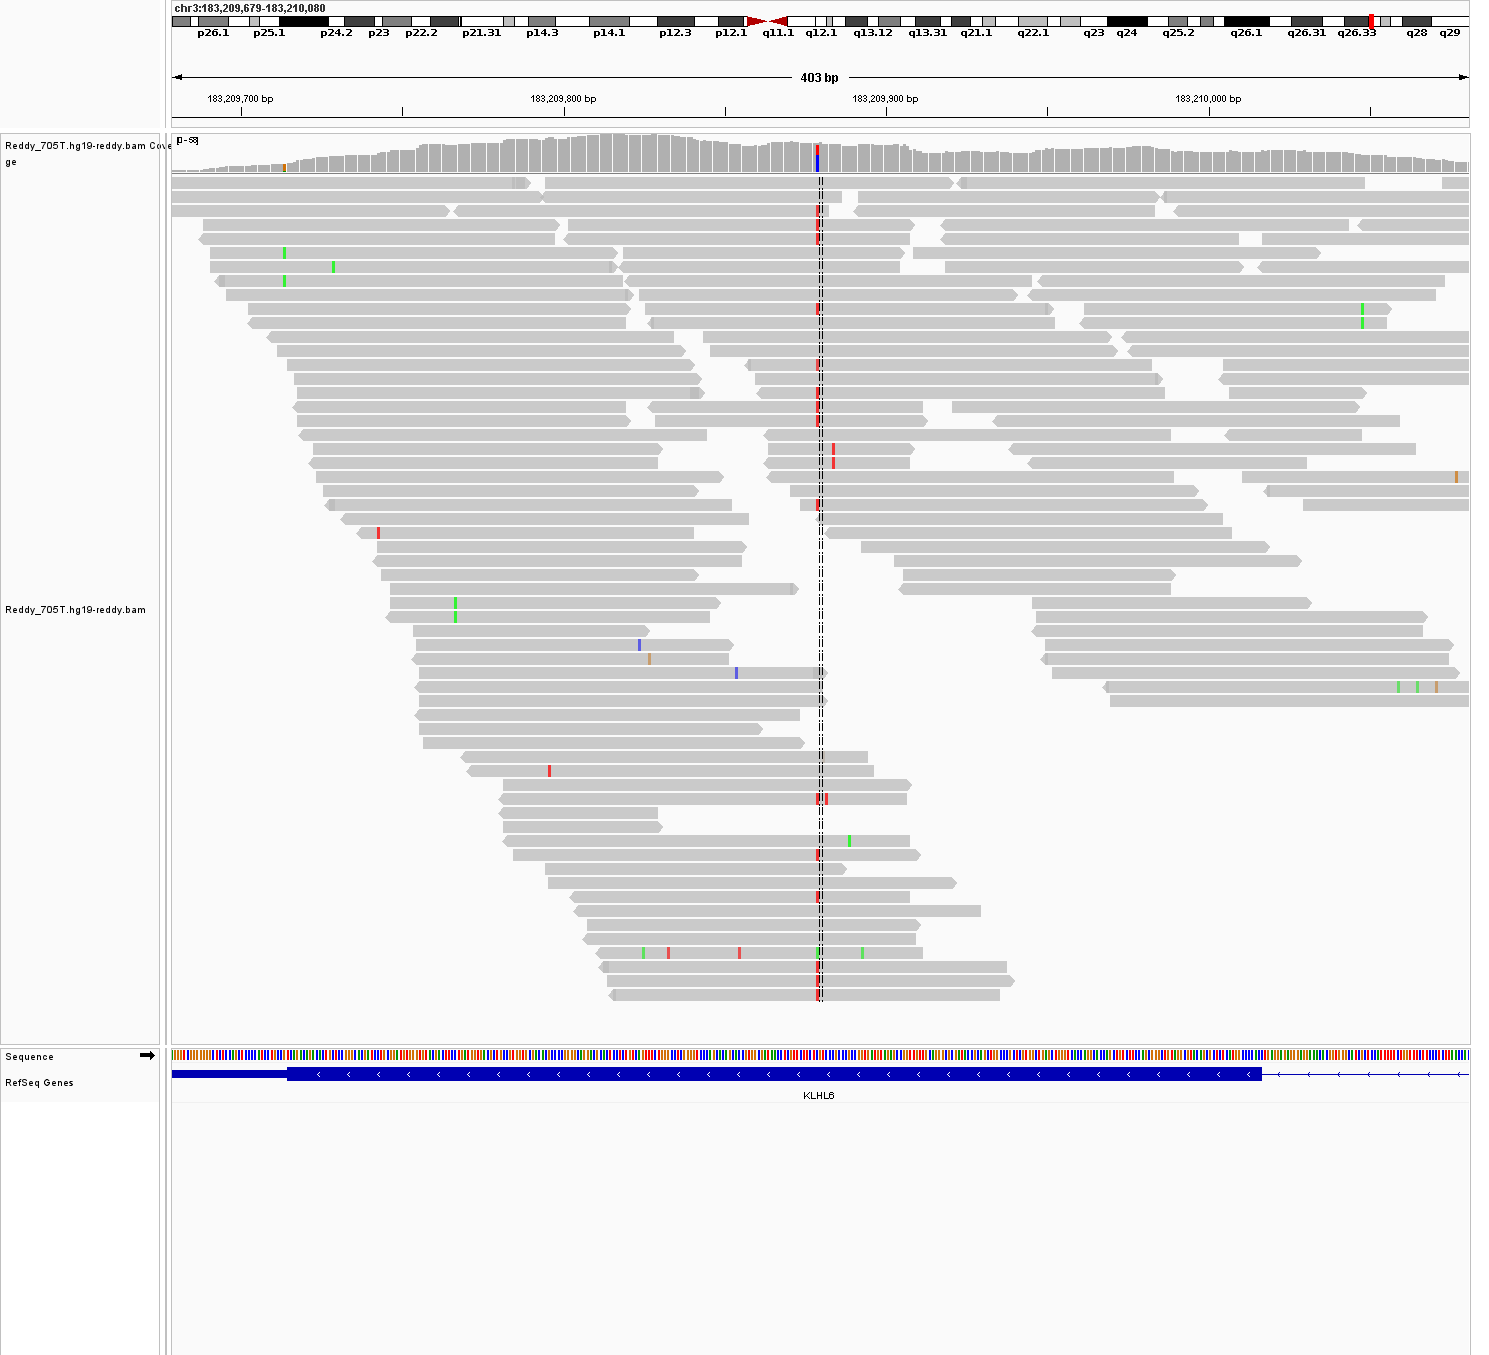 chr3:183,209,679-183,210,080
p26.1 p25.1 p24.2 p23 p22.2 p21.31 p14.3 p14.1 p12.3 p12.1 q11.1 q12.1 q13.12 q13.31 q21.1 q22.1 q23 q24 q25.2 q26.1 q26.31 q26.33 q28 q29
403 bp
183,209,700 bp 183,209,800 bp 183,209,900 bp 183,210,000 bp
Reddy_705T.hg19-reddy.bam Cove
ge
[0 - 68]
Reddy_705T.hg19-reddy.bam
Sequence
RefSeq Genes
KLHL6